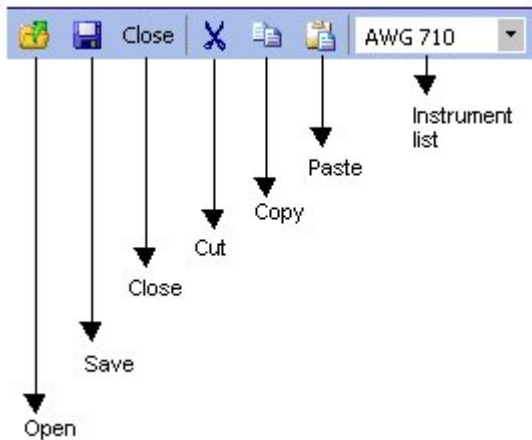 Close
AWG 710
Instrument
list
Paste
Copy
Cut
Close
Save
Open